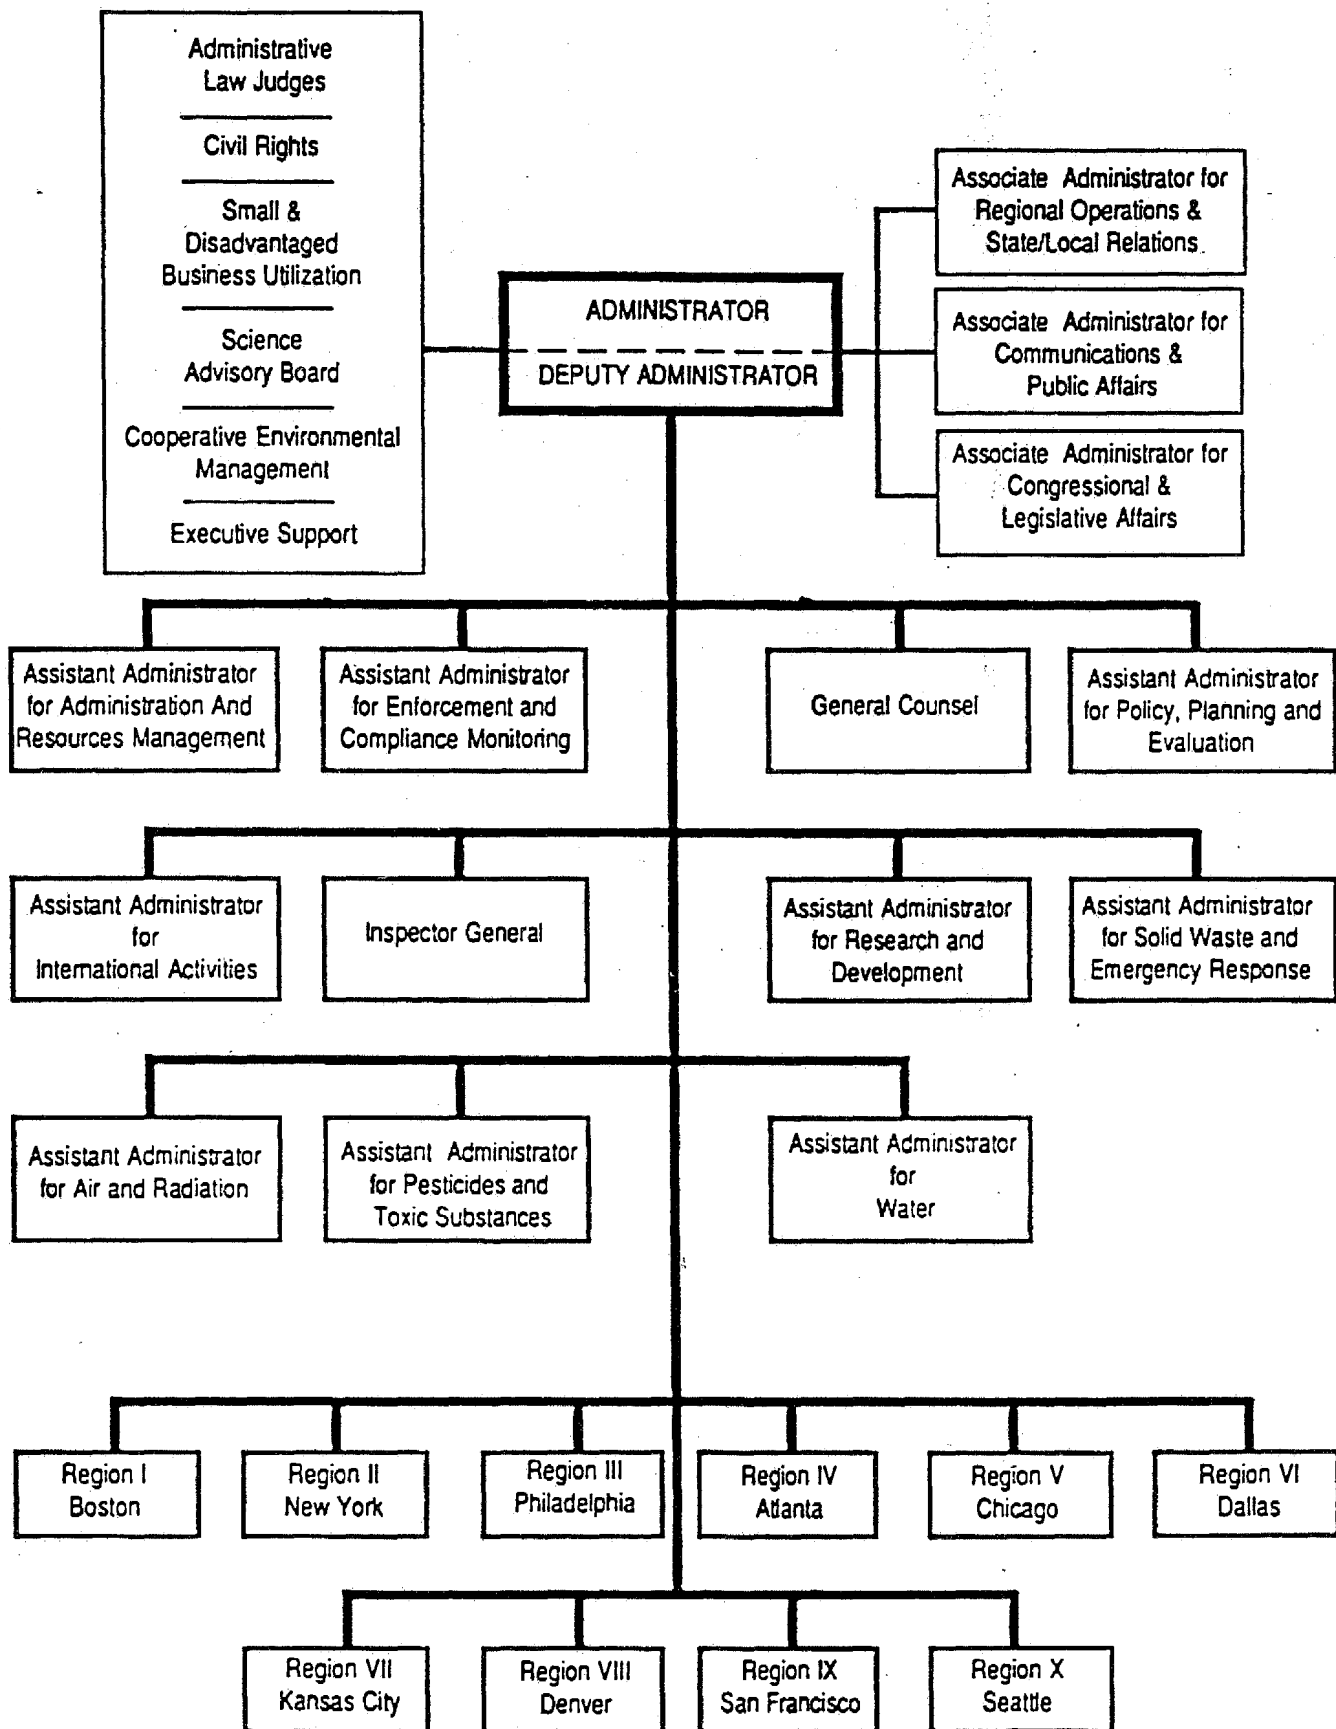 Administrative
Law Judges
Civil Rights
Small &
Disadvantaged
Business Utilization
Science
Advisory Board
Cooperative Environmental
Management
Executive Support
ADMINISTRATOR
DEPUTY ADMINISTRATOR
Associate Administrator for
Regional Operations &
State/Local Relations
Associate Administrator for
Communications &
Public Affairs
Associate Administrator for
Congressional &
Legislative Affairs
Assistant Administrator
for Administration And
Resources Management
Assistant Administrator
for Enforcement and
Compliance Monitoring
General Counsel
Assistant Administrator
for Policy, Planning and
Evaluation
Assistant Administrator
for
International Activities
Inspector General
Assistant Administrator
for Research and
Development
Assistant Administrator
for Solid Waste and
Emergency Response
Assistant Administrator
for Air and Radiation
Assistant Administrator
for Pesticides and
Toxic Substances
Assistant Administrator
for
Water
Region I
Boston
Region II
New York
Region III
Philadelphia
Region IV
Atlanta
Region V
Chicago
Region VI
Dallas
Region VII
Kansas City
Region VIII
Denver
Region IX
San Francisco
Region X
Seattle